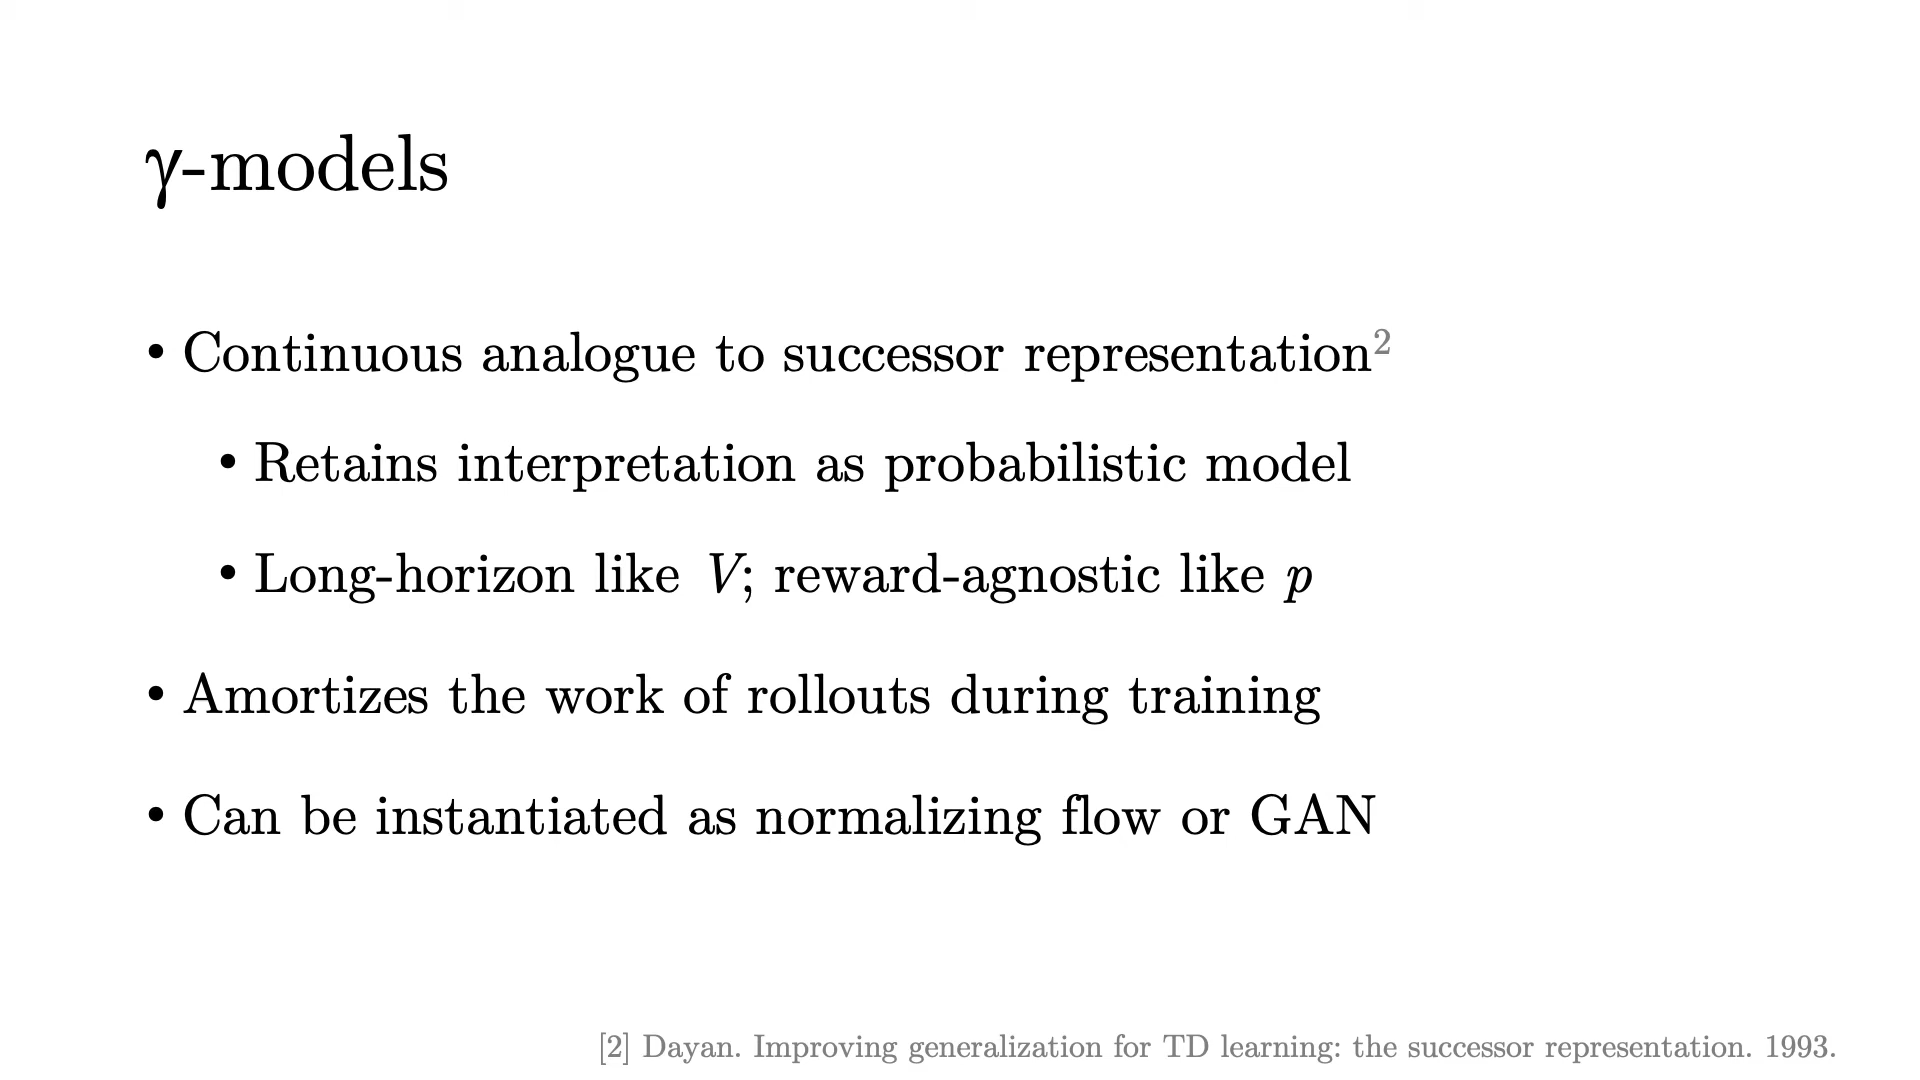 γ-models
• Continuous analogue to successor representation²
• Retains interpretation as probabilistic model
• Long-horizon like V; reward-agnostic like p
• Amortizes the work of rollouts during training
• Can be instantiated as normalizing flow or GAN
[2] Dayan. Improving generalization for TD learning: the successor representation. 1993.